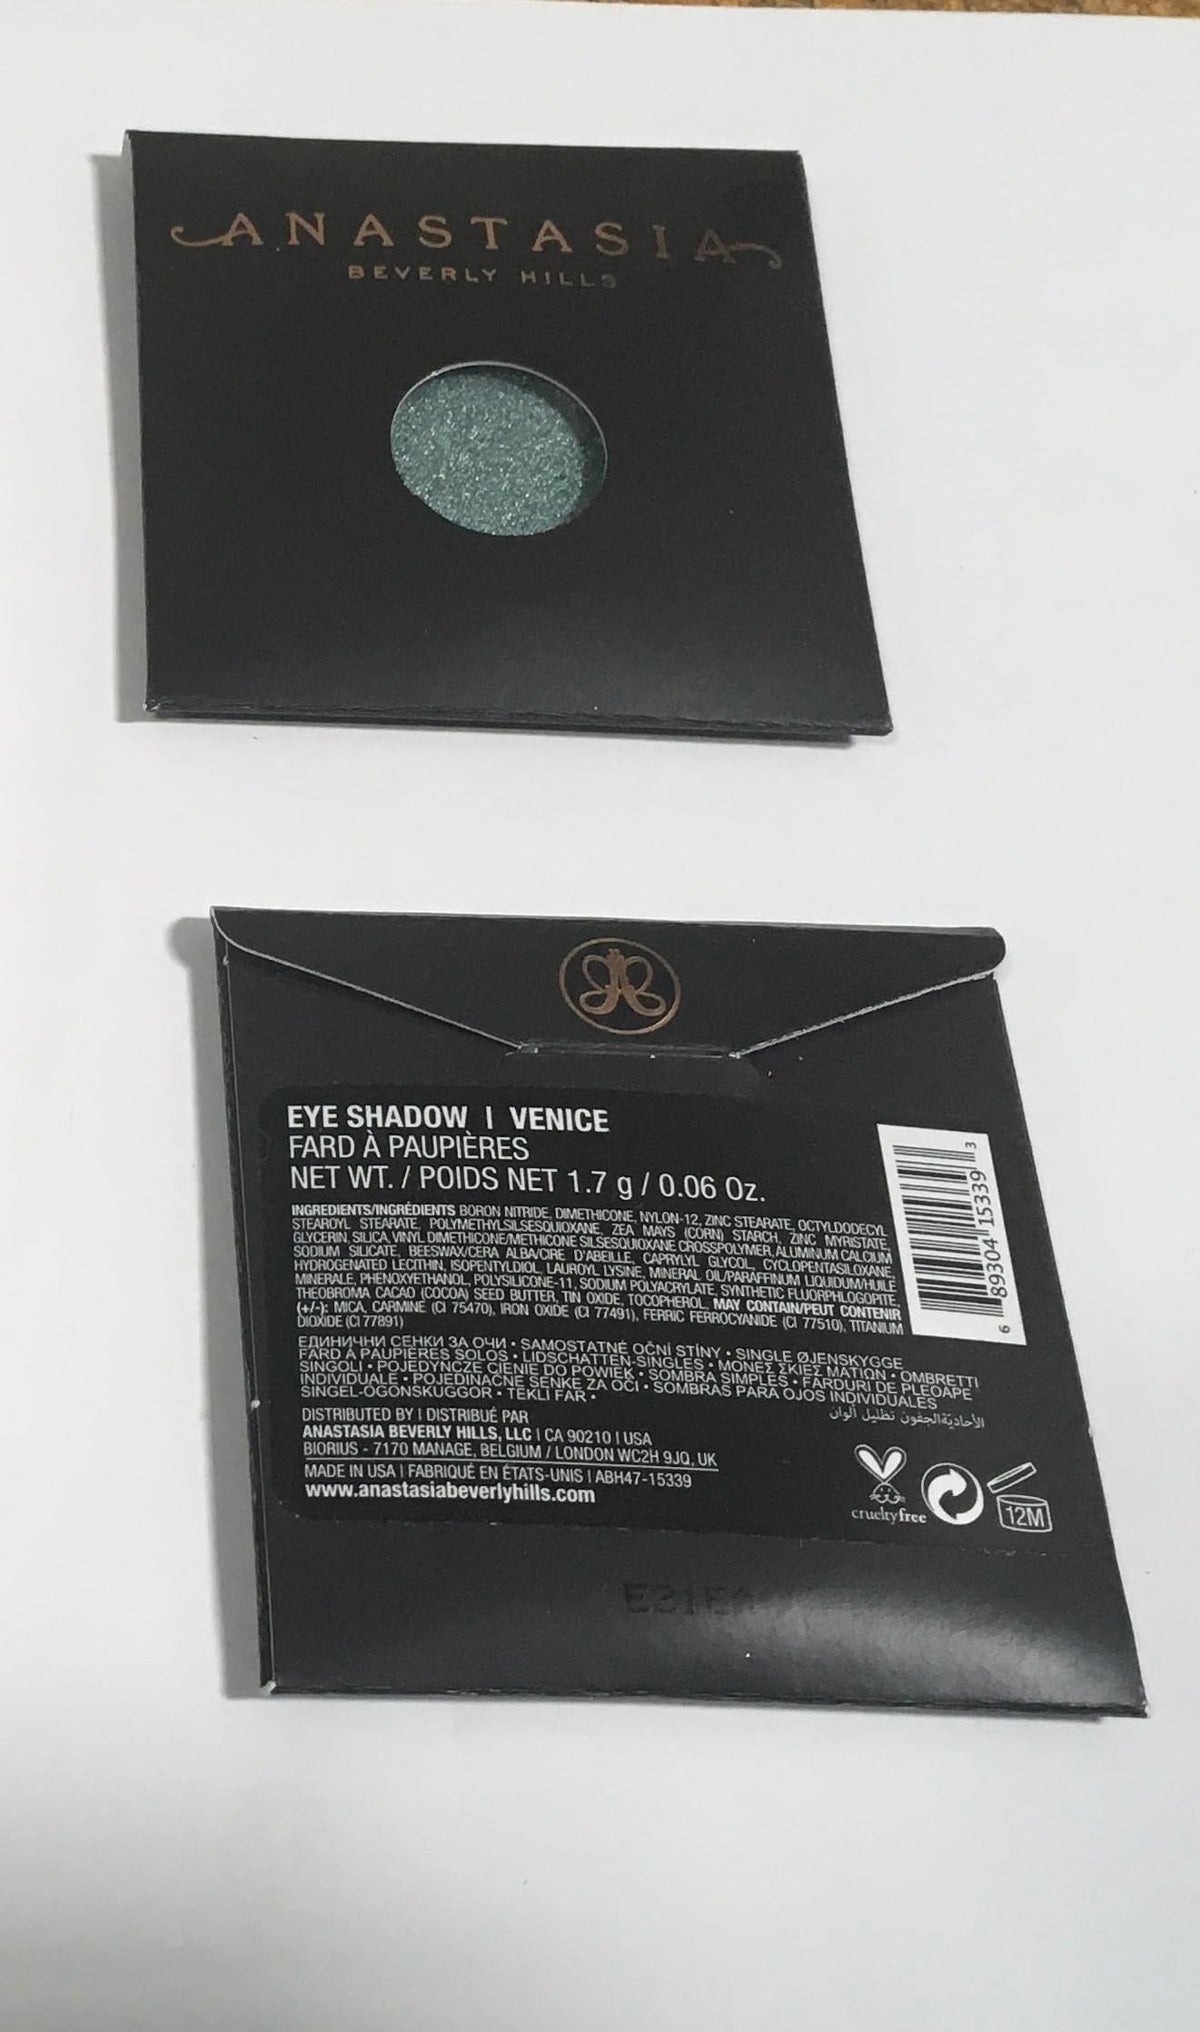 ANASTASIA
BEVERLY HILLS
EYE SHADOW | VENICE
FARD À PAUPIÈRES
NET WT. / POIDS NET 1.7 g / 0.06 Oz.
INGREDIENTS/INGRÉDIENTS BORON NITRIDE, DIMETHICONE, NYLON-12, ZINC STEARATE, OCTYLDODECYL
STEAROYL STEARATE, POLYMETHYLSILSESQUIOXANE, ZEA MAYS (CORN) STARCH, ZINC MYRISTATE,
GLYCERIN, SILICA, VINYL DIMETHICONE/METHICONE SILSESQUIOXANE CROSSPOLYMER, ALUMINUM CALCIUM
SODIUM SILICATE, BEESWAX/CERA ALBA/CIRE D'ABEILLE, CAPRYLYL GLYCOL, CYCLOPENTASILOXANE,
HYDROGENATED LECITHIN, ISOPENTYLDIOL, LAUROYL LYSINE, MINERAL OIL/PARAFFINUM LIQUIDUM/HUILE
MINERALE, PHENOXYETHANOL, POLYSILICONE-11, SODIUM POLYACRYLATE, SYNTHETIC FLUORPHLOGOPITE,
THEOBROMA CACAO (COCOA) SEED BUTTER, TIN OXIDE, TOCOPHEROL, MAY CONTAIN/PEUT CONTENIR
(+/-): MICA, CARMINE (CI 75470), IRON OXIDE (CI 77491), FERRIC FERROCYANIDE (CI 77510), TITANIUM
DIOXIDE (CI 77891)
ЕДИНИЧНИ СЕНКИ ЗА ОЧИ • SAMOSTATNÉ OČNÍ STÍNY • SINGLE ØJENSKYGGE
FARD À PAUPIÈRES SOLOS • LIDSCHATTEN-SINGLES • ΜΟΝΕΣ ΣΚΙΕΣ ΜΑΤΙΩΝ • OMBRETTI
SINGOLI • POJEDYNCZE CIENIE DO POWIEK • SOMBRA SIMPLES • FARDURI DE PLEOAPE
INDIVIDUALE • POJEDINAČNE SENKE ZA OČI • SOMBRAS PARA OJOS INDIVIDUALES
SINGEL-ÖGONSKUGGOR • TEKLI FAR •
الأحاديةالجفون تظليل ألوان
DISTRIBUTED BY | DISTRIBUÉ PAR
ANASTASIA BEVERLY HILLS, LLC | CA 90210 | USA
BIORIUS - 7170 MANAGE, BELGIUM / LONDON WC2H 9JQ, UK
MADE IN USA | FABRIQUÉ EN ÉTATS-UNIS | ABH47-15339
www.anastasiabeverlyhills.com
6 89304 15339 3
cruelty free
12M